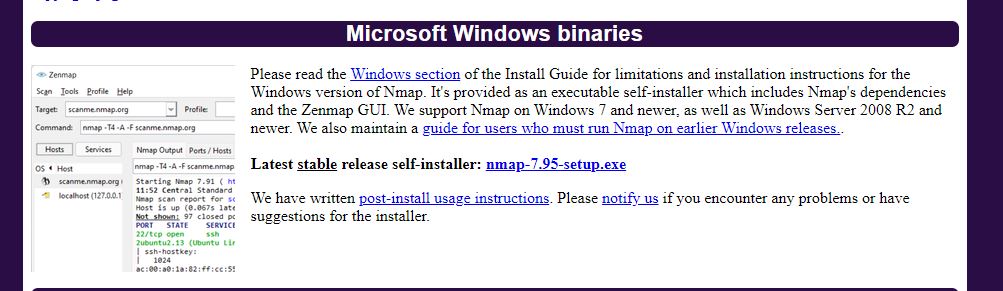 Microsoft Windows binaries
Zenmap
Scan Tools Profile Help
Target: scanme.nmap.org Profile:
Command: nmap -T4 -A -F scanme.nmap.org
Hosts Services Nmap Output Ports / Hosts
OS Host nmap -T4 -A -F scanme.nmap
scanme.nmap.org
localhost (127.0.0.1
Starting Nmap 7.91 ( ht
11:52 Central Standard
Nmap scan report for sc
Host is up (0.067s late
Not shown: 97 closed po
PORT STATE SERVICE
22/tcp open ssh
2ubuntu2.13 (Ubuntu Lin
| ssh-hostkey:
| 1024
ac:00:a0:1a:82:ff:cc:55
Please read the Windows section of the Install Guide for limitations and installation instructions for the
Windows version of Nmap. It's provided as an executable self-installer which includes Nmap's dependencies
and the Zenmap GUI. We support Nmap on Windows 7 and newer, as well as Windows Server 2008 R2 and
newer. We also maintain a guide for users who must run Nmap on earlier Windows releases..
Latest stable release self-installer: nmap-7.95-setup.exe
We have written post-install usage instructions. Please notify us if you encounter any problems or have
suggestions for the installer.